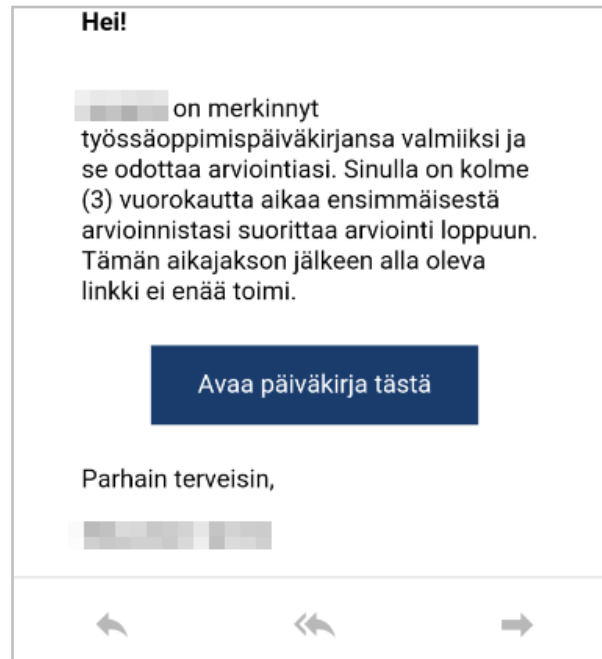 Hei!
on merkinnyt
työssäoppimispäiväkirjansa valmiiksi ja
se odottaa arviointiasi. Sinulla on kolme
(3) vuorokautta aikaa ensimmäisestä
arvioinnistasi suorittaa arviointi loppuun.
Tämän aikajakson jälkeen alla oleva
linkki ei enää toimi.
Avaa päiväkirja tästä
Parhain terveisin,